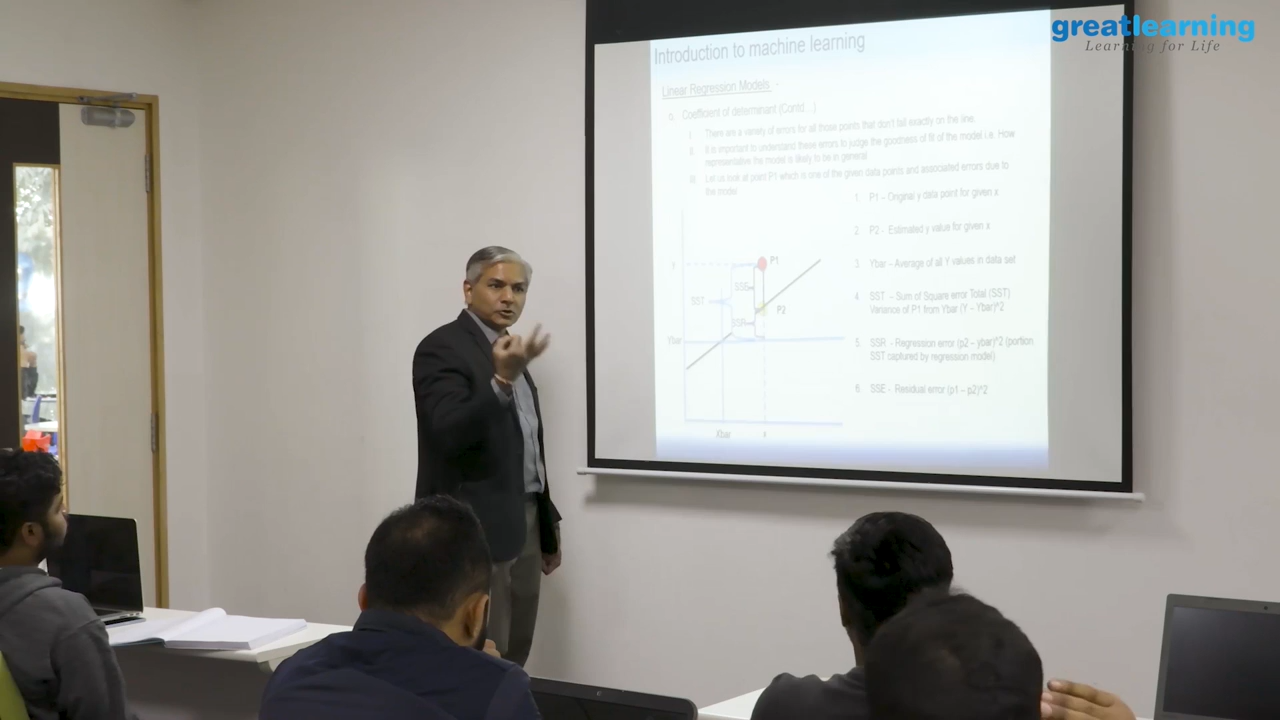 greatlearning
Learning for Life
Introduction to machine learning
Linear Regression Models -
Coefficient of determinant (Contd...)
I. There are a variety of errors for all those points that don't fall exactly on the line.
II. It is important to understand these errors to judge the goodness of fit of the model i.e. How
representative the model is likely to be in general
III. Let us look at point P1 which is one of the given data points and associated errors due to
the model
1. P1 – Original y data point for given x
2. P2 - Estimated y value for given x
3. Ybar – Average of all Y values in data set
4. SST - Sum of Square error Total (SST)
Variance of P1 from Ybar (Y – Ybar)^2
5. SSR - Regression error (p2 – ybar)^2 (portion
SST captured by regression model)
6. SSE - Residual error (p1 – p2)^2
y
P1
SSE
SST
P2
SSR
Ybar
Xbar
x